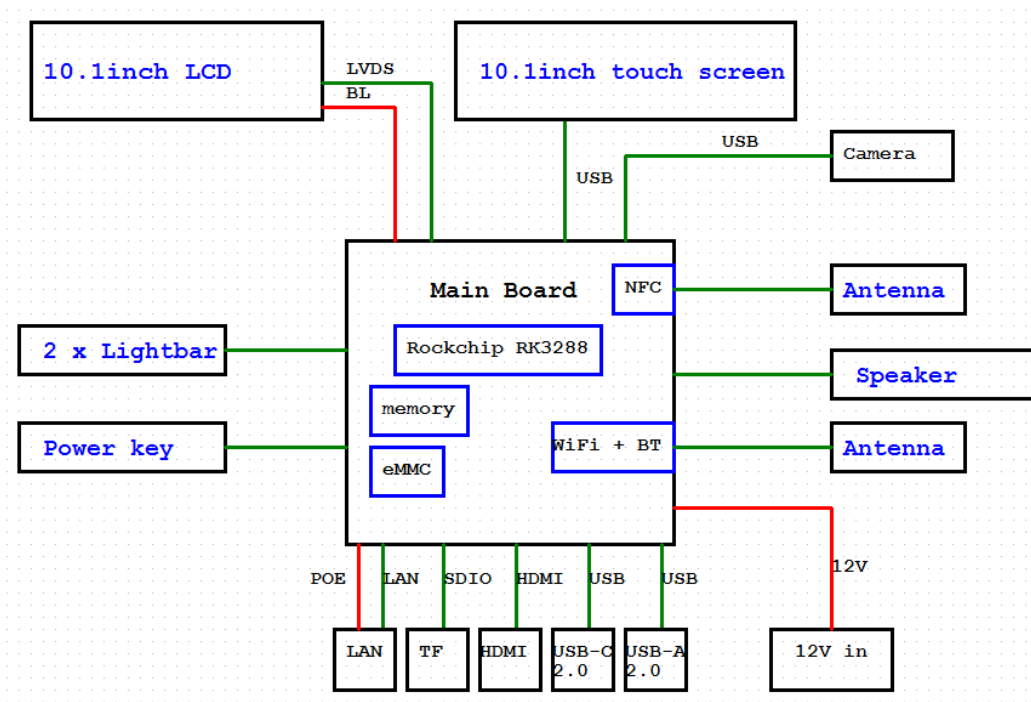 10.1inch LCD
LVDS
BL
10.1inch touch screen
USB
USB
Camera
Main Board
NFC
Antenna
2 x Lightbar
Rockchip RK3288
Speaker
memory
Power key
WiFi + BT
Antenna
eMMC
POE
LAN
SDIO
HDMI
USB
USB
12V
LAN
TF
HDMI
USB-C
2.0
USB-A
2.0
12V in